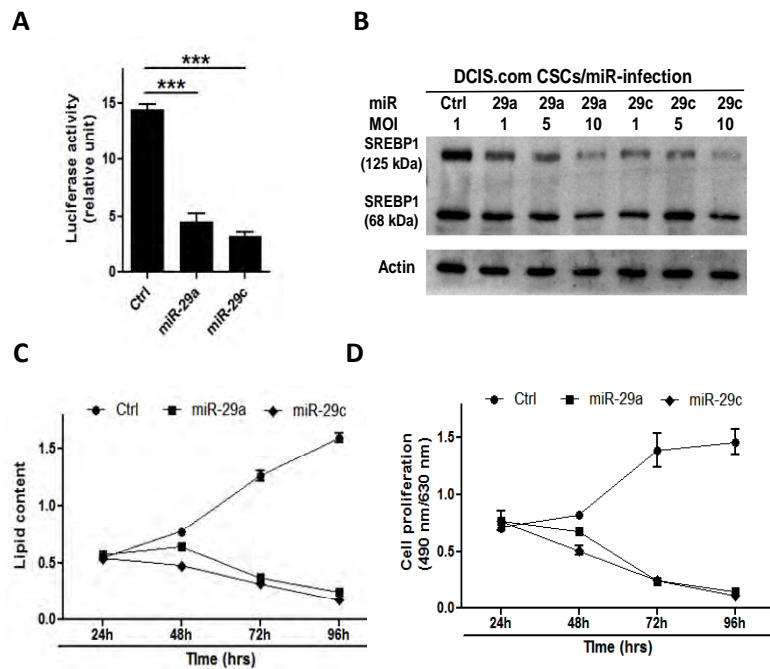 A
***
***
Luciferase activity
(relative unit)
15
10
5
0
Ctrl
miR-29a
miR-29c
B
DCIS.com CSCs/miR-infection
miR Ctrl 29a 29a 29a 29c 29c 29c
MOI 1 1 5 10 1 5 10
SREBP1
(125 kDa)
SREBP1
(68 kDa)
Actin
C
Ctrl miR-29a miR-29c
Lipid content
1.5
1.0
0.5
0.0
24h 48h 72h 96h
Time (hrs)
D
Ctrl miR-29a miR-29c
Cell proliferation
(490 nm/630 nm)
1.5
1.0
0.5
0.0
24h 48h 72h 96h
Time (hrs)